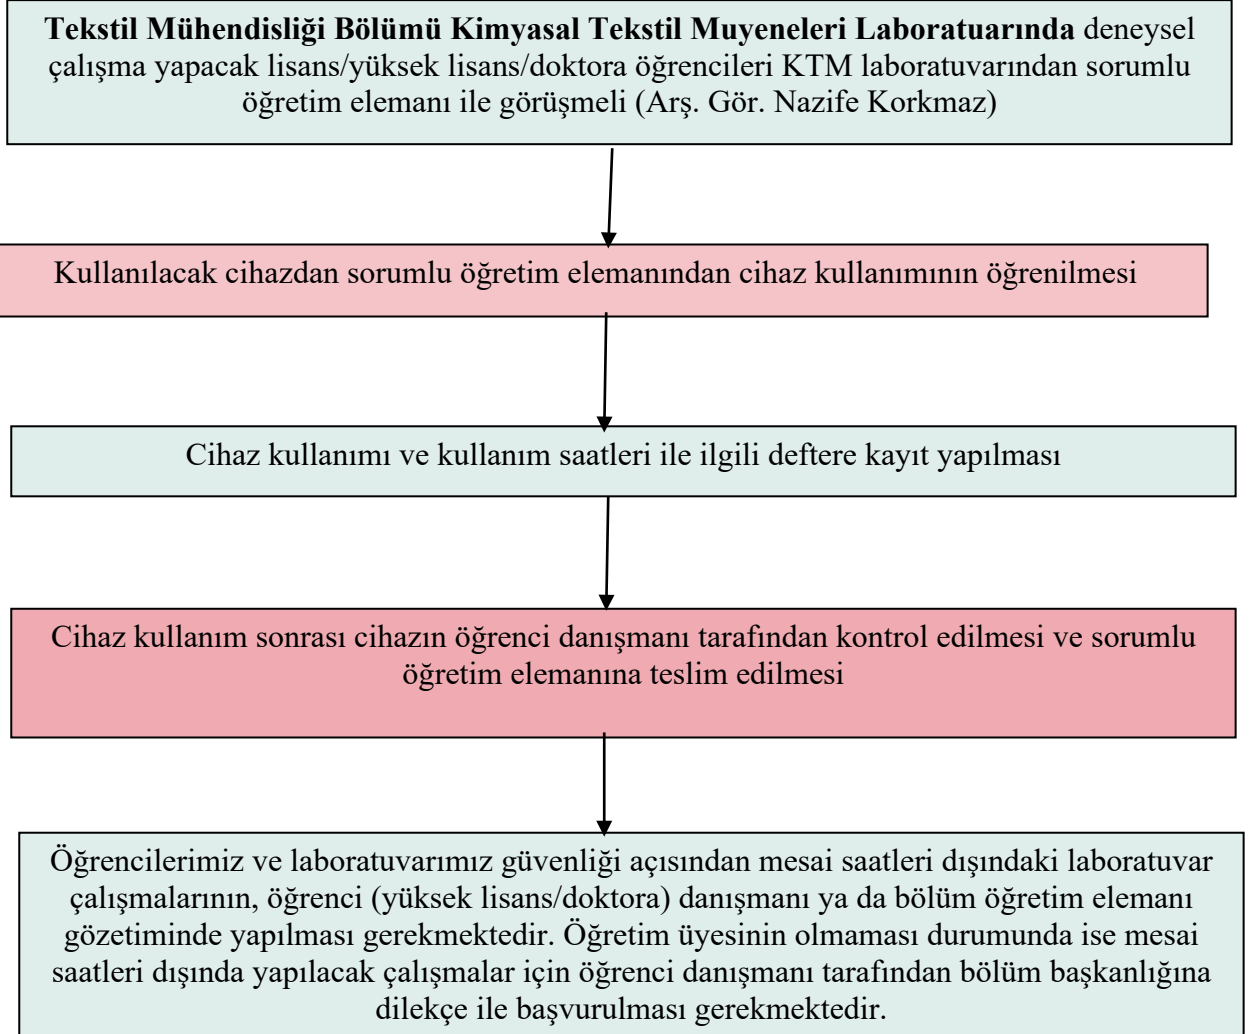 Tekstil Mühendisliği Bölümü Kimyasal Tekstil Muyeneleri Laboratuarında deneysel
çalışma yapacak lisans/yüksek lisans/doktora öğrencileri KTM laboratuvarından sorumlu
öğretim elemanı ile görüşmeli (Arş. Gör. Nazife Korkmaz)
Kullanılacak cihazdan sorumlu öğretim elemanından cihaz kullanımının öğrenilmesi
Cihaz kullanımı ve kullanım saatleri ile ilgili deftere kayıt yapılması
Cihaz kullanım sonrası cihazın öğrenci danışmanı tarafından kontrol edilmesi ve sorumlu
öğretim elemanına teslim edilmesi
Öğrencilerimiz ve laboratuvarımız güvenliği açısından mesai saatleri dışındaki laboratuvar
çalışmalarının, öğrenci (yüksek lisans/doktora) danışmanı ya da bölüm öğretim elemanı
gözetiminde yapılması gerekmektedir. Öğretim üyesinin olmaması durumunda ise mesai
saatleri dışında yapılacak çalışmalar için öğrenci danışmanı tarafından bölüm başkanlığına
dilekçe ile başvurulması gerekmektedir.